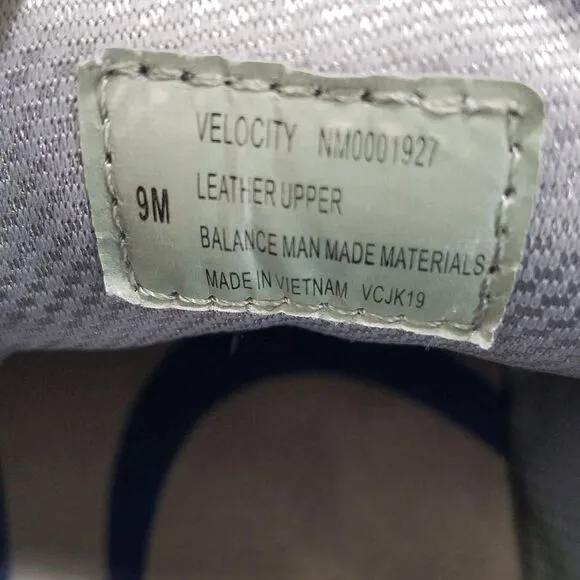 VELOCITY NM0001927
9M
LEATHER UPPER
BALANCE MAN MADE MATERIALS
MADE IN VIETNAM VCJK19